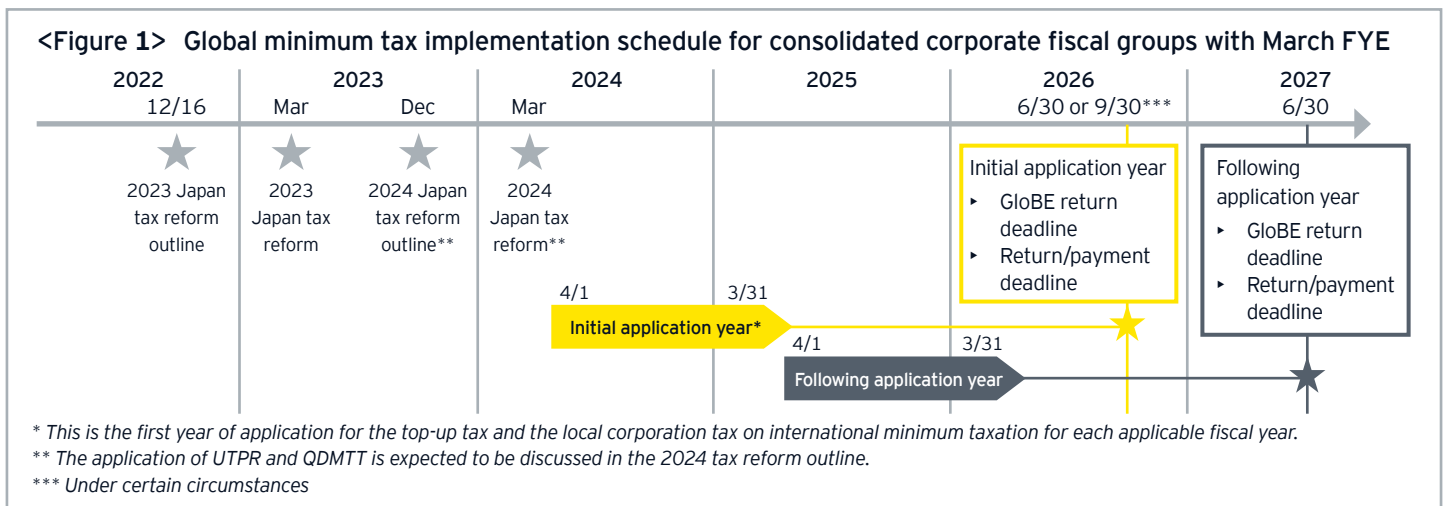 <Figure 1> Global minimum tax implementation schedule for consolidated corporate fiscal groups with March FYE
2022 2023 2024 2025 2026 2027
12/16 Mar Dec Mar 6/30 or 9/30*** 6/30
2023 Japan
tax reform
outline
2023
Japan tax
reform
2024 Japan
tax reform
outline**
2024
Japan tax
reform**
Initial application year
▸ GloBE return
deadline
▸ Return/payment
deadline
Following
application year
▸ GloBE return
deadline
▸ Return/payment
deadline
4/1 3/31
Initial application year*
4/1 3/31
Following application year
* This is the first year of application for the top-up tax and the local corporation tax on international minimum taxation for each applicable fiscal year.
** The application of UTPR and QDMTT is expected to be discussed in the 2024 tax reform outline.
*** Under certain circumstances